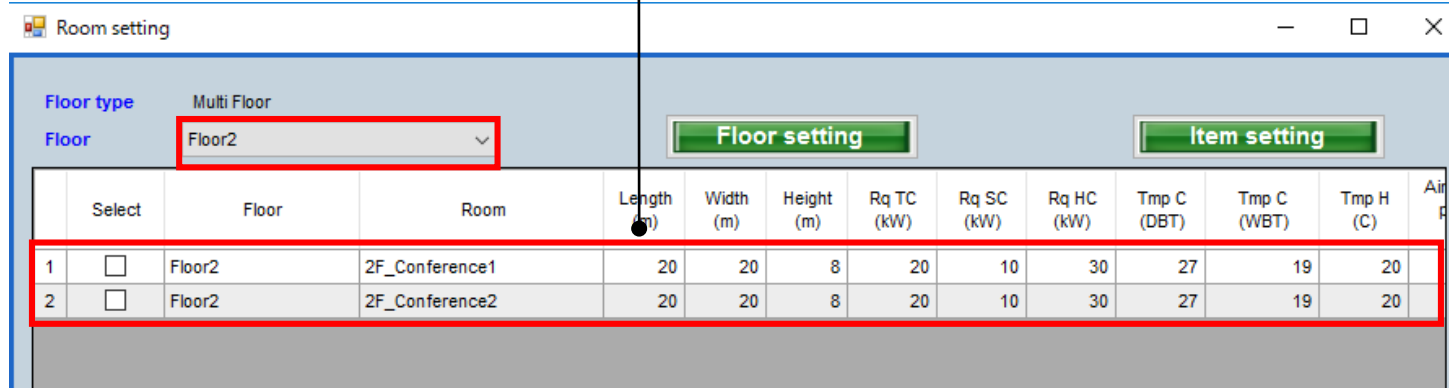 Room setting
Floor type Multi Floor
Floor Floor2 Floor setting Item setting
Select Floor Room Length (m) Width (m) Height (m) Rq TC (kW) Rq SC (kW) Rq HC (kW) Tmp C (DBT) Tmp C (WBT) Tmp H (C) Air
1 Floor2 2F_Conference1 20 20 8 20 10 30 27 19 20
2 Floor2 2F_Conference2 20 20 8 20 10 30 27 19 20